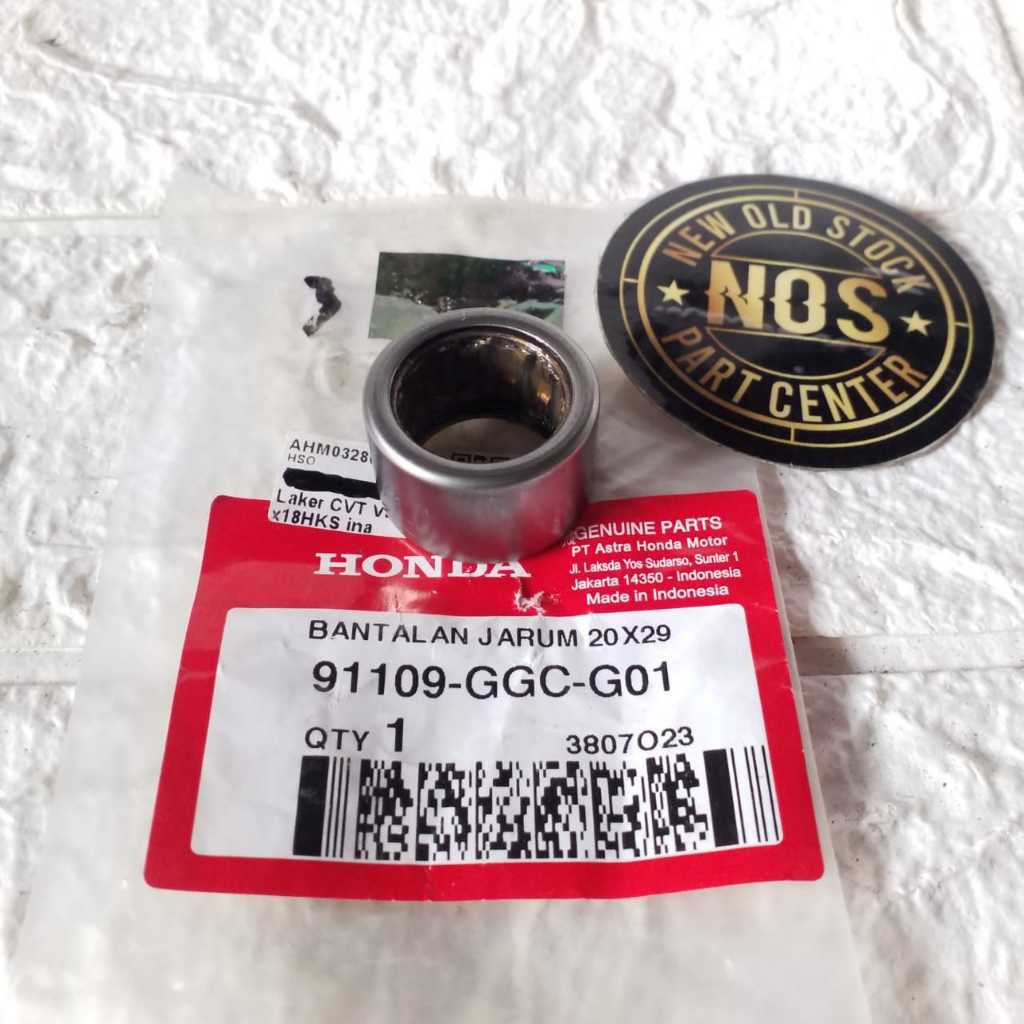 NEW OLD STOCK
NOS
PART CENTER
AHM0328
HSO
Laker CVT
x18HKS ina
HONDA
GENUINE PARTS
PT Astra Honda Motor
Jl. Laksda Yos Sudarso, Sunter 1
Jakarta 14350 - Indonesia
Made in Indonesia
BANTALAN JARUM 20X29
91109-GGC-G01
QTY 1
3807O23